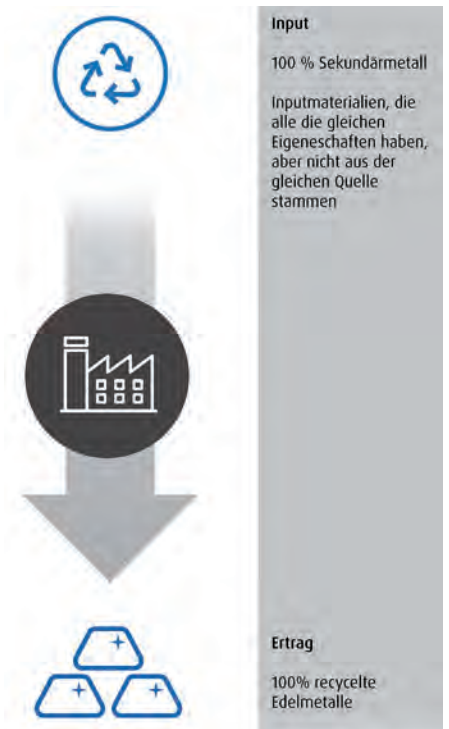 Input
100 % Sekundärmetall
Inputmaterialien, die
alle die gleichen
Eigeneschaften haben,
aber nicht aus der
gleichen Quelle
stammen
Ertrag
100% recycelte
Edelmetalle